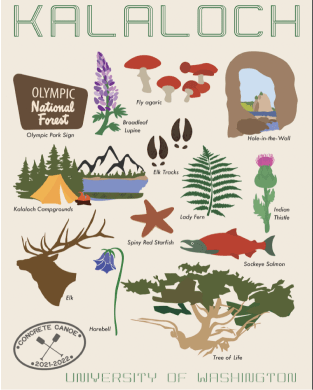 KALALOCH
OLYMPIC
National
Forest
Olympic Park Sign
Broadleaf
Lupine
Fly agaric
Hole-in-the-Wall
Elk Tracks
Kalaloch Campgrounds
Lady Fern
Indian
Thistle
Spiny Red Starfish
Sockeye Salmon
Elk
Harebell
Tree of Life
CONCRETE CANOE
2021-2022
UNIVERSITY OF WASHINGTON